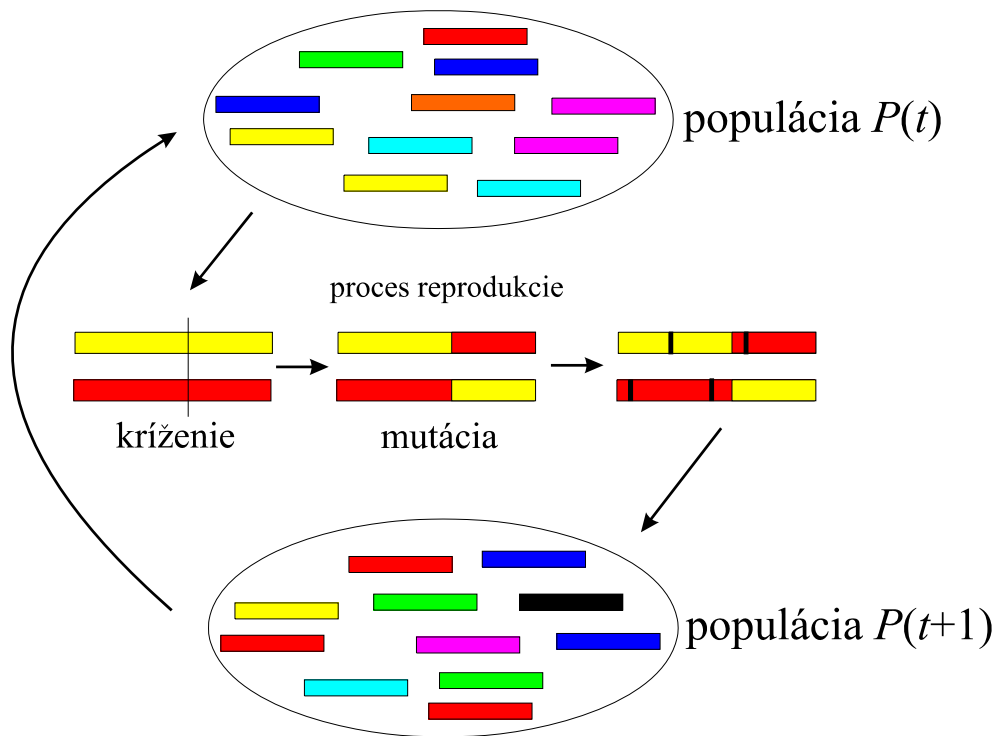 populácia P(t)
proces reprodukcie
kríženie
mutácia
populácia P(t+1)